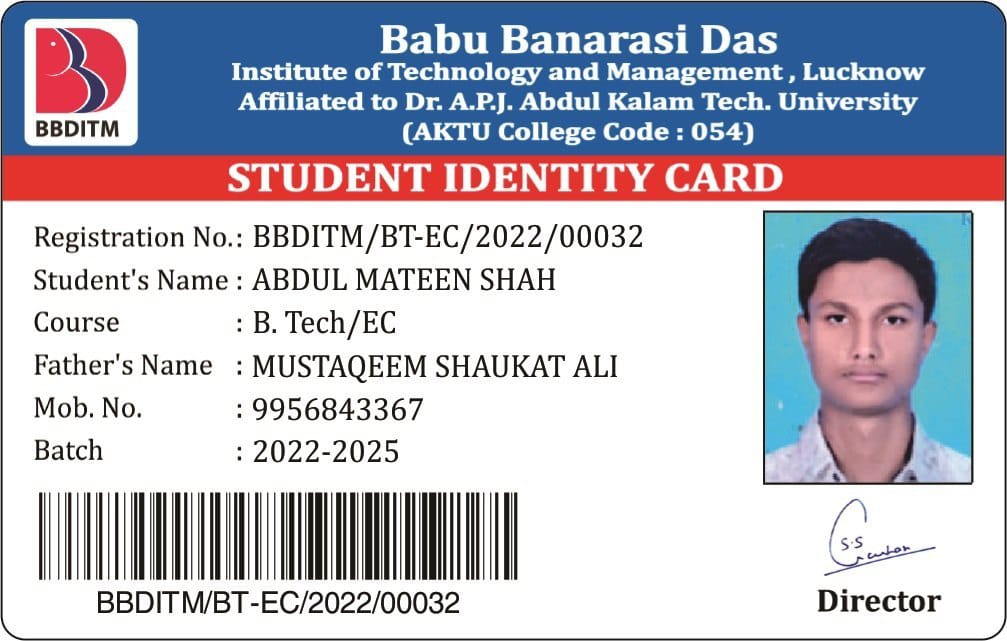 BBDITM
Babu Banarasi Das
Institute of Technology and Management , Lucknow
Affiliated to Dr. A.P.J. Abdul Kalam Tech. University
(AKTU College Code : 054)
STUDENT IDENTITY CARD
Registration No.: BBDITM/BT-EC/2022/00032
Student's Name : ABDUL MATEEN SHAH
Course : B. Tech/EC
Father's Name : MUSTAQEEM SHAUKAT ALI
Mob. No. : 9956843367
Batch : 2022-2025
BBDITM/BT-EC/2022/00032
S.S
Director